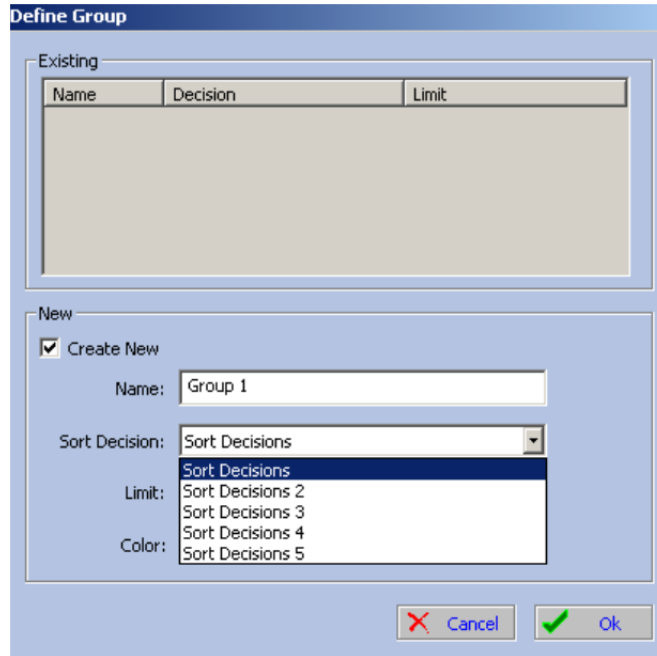 Define Group
Existing
Name Decision Limit
New
Create New
Name: Group 1
Sort Decision: Sort Decisions
Sort Decisions
Limit: Sort Decisions 2
Sort Decisions 3
Color: Sort Decisions 4
Sort Decisions 5
Cancel Ok